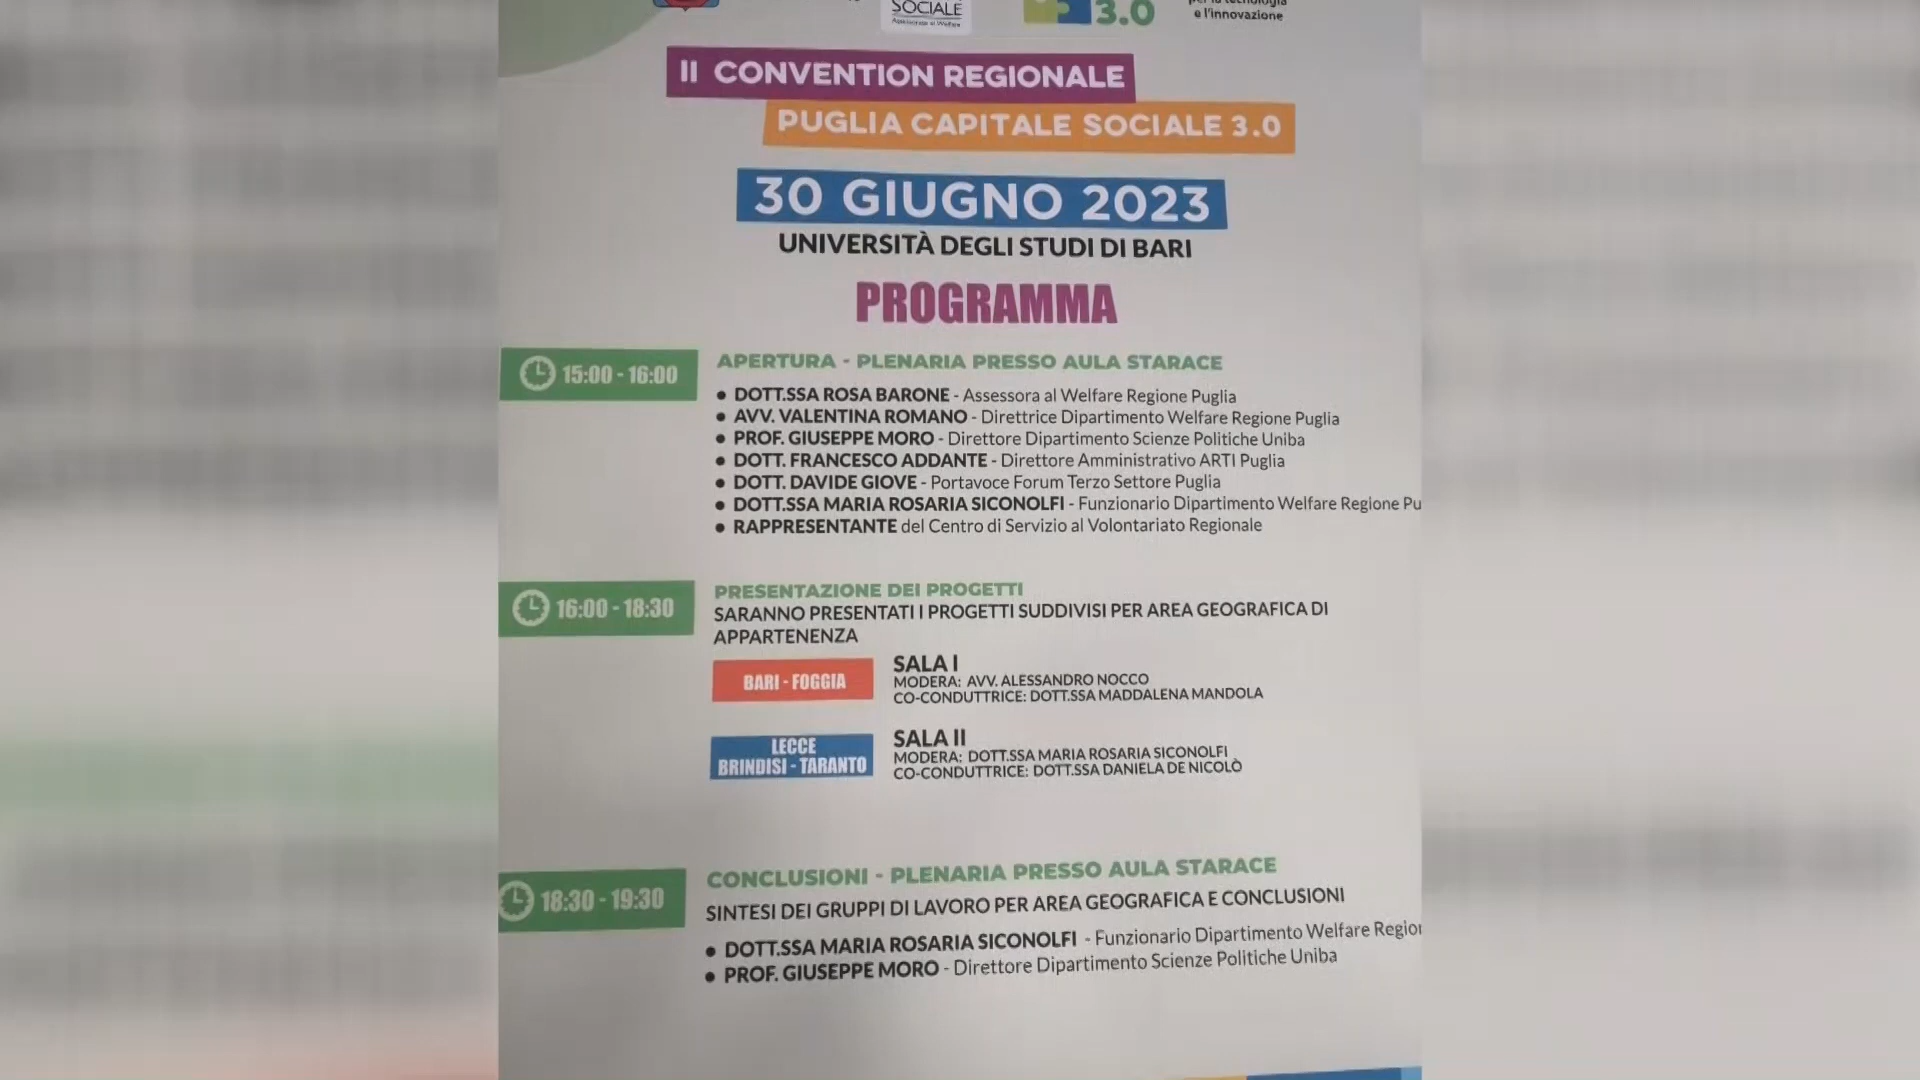 SOCIALE
3.0
e l'innovazione
II CONVENTION REGIONALE
PUGLIA CAPITALE SOCIALE 3.0
30 GIUGNO 2023
UNIVERSITÀ DEGLI STUDI DI BARI
PROGRAMMA
15:00 - 16:00
APERTURA - PLENARIA PRESSO AULA STARACE
• DOTT.SSA ROSA BARONE - Assessora al Welfare Regione Puglia
• AVV. VALENTINA ROMANO - Direttrice Dipartimento Welfare Regione Puglia
• PROF. GIUSEPPE MORO - Direttore Dipartimento Scienze Politiche Uniba
• DOTT. FRANCESCO ADDANTE - Direttore Amministrativo ARTI Puglia
• DOTT. DAVIDE GIOVE - Portavoce Forum Terzo Settore Puglia
• DOTT.SSA MARIA ROSARIA SICONOLFI - Funzionario Dipartimento Welfare Regione Pu
• RAPPRESENTANTE del Centro di Servizio al Volontariato Regionale
16:00 - 18:30
PRESENTAZIONE DEI PROGETTI
SARANNO PRESENTATI I PROGETTI SUDDIVISI PER AREA GEOGRAFICA DI
APPARTENENZA
BARI - FOGGIA
SALA I
MODERA: AVV. ALESSANDRO NOCCO
CO-CONDUTTRICE: DOTT.SSA MADDALENA MANDOLA
LECCE
BRINDISI - TARANTO
SALA II
MODERA: DOTT.SSA MARIA ROSARIA SICONOLFI
CO-CONDUTTRICE: DOTT.SSA DANIELA DE NICOLÒ
18:30 - 19:30
CONCLUSIONI - PLENARIA PRESSO AULA STARACE
SINTESI DEI GRUPPI DI LAVORO PER AREA GEOGRAFICA E CONCLUSIONI
• DOTT.SSA MARIA ROSARIA SICONOLFI - Funzionario Dipartimento Welfare Region
• PROF. GIUSEPPE MORO - Direttore Dipartimento Scienze Politiche Uniba